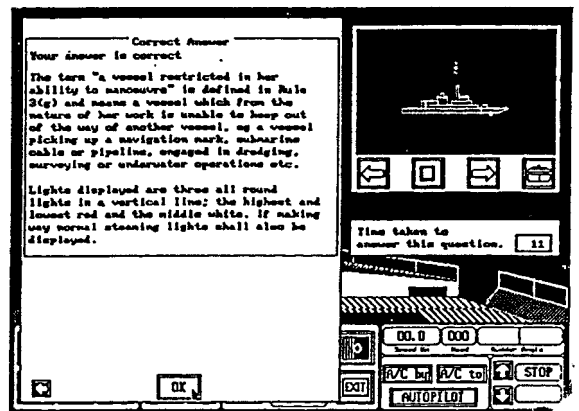 Correct Answer
Your answer is correct
The term "a vessel restricted in her
ability to manoeuvre" is defined in Rule
3(g) and means a vessel which from the
nature of her work is unable to keep out
of the way of another vessel, eg a vessel
picking up a navigation mark, submarine
cable or pipeline, engaged in dredging,
surveying or underwater operations etc.
Lights displayed are three all round
lights in a vertical line; the highest and
lowest red and the middle white. If making
way normal steaming lights shall also be
displayed.
OK
Time taken to
answer this question. 11
00.0 000
Speed Head Rudder Angle
A/C by A/C to STOP
EXIT
AUTOPILOT